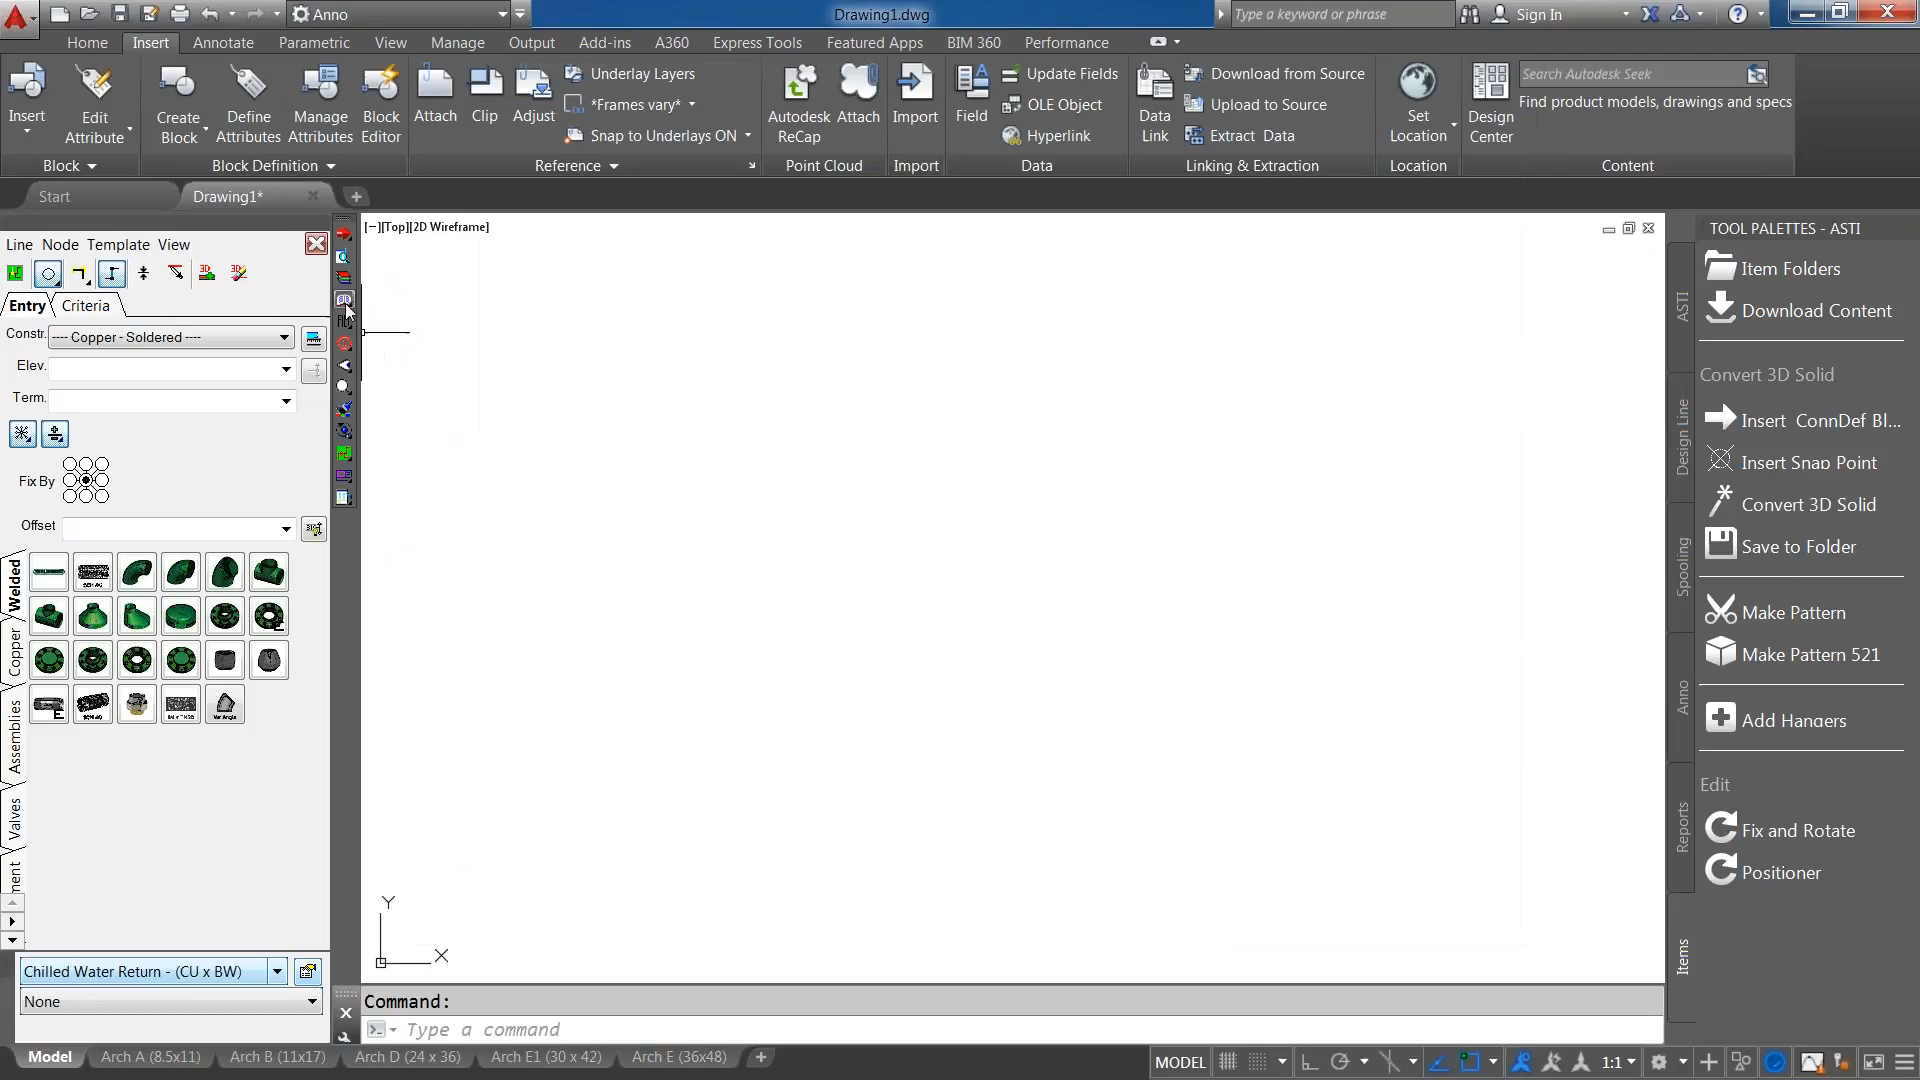 Anno
Drawing1.dwg
Type a keyword or phrase
Sign In
Home Insert Annotate Parametric View Manage Output Add-ins A360 Express Tools Featured Apps BIM 360 Performance
Insert
Edit Attribute
Create Block
Define Attributes
Manage Attributes
Block Editor
Attach
Clip
Adjust
Underlay Layers
*Frames vary*
Snap to Underlays ON
Autodesk ReCap
Attach
Import
Field
Update Fields
OLE Object
Hyperlink
Data Link
Download from Source
Upload to Source
Extract Data
Set Location
Design Center
Search Autodesk Seek
Find product models, drawings and specs
Block Block Definition Reference Point Cloud Import Data Linking & Extraction Location Content
Start
Drawing1*
Line Node Template View
Entry Criteria
Constr. ---- Copper - Soldered ----
Elev.
Term.
Fix By
Offset
Welded
Copper
Assemblies
Valves
ment
Chilled Water Return - (CU x BW)
None
[−][Top][2D Wireframe]
Y
X
Command:
Type a command
TOOL PALETTES - ASTI
Item Folders
Download Content
Convert 3D Solid
Insert ConnDef Bl...
Insert Snap Point
Convert 3D Solid
Save to Folder
Make Pattern
Make Pattern 521
Add Hangers
Edit
Fix and Rotate
Positioner
ASTI
Design Line
Spooling
Anno
Reports
Items
Model Arch A (8.5x11) Arch B (11x17) Arch D (24 x 36) Arch E1 (30 x 42) Arch E (36x48)
MODEL
1:1